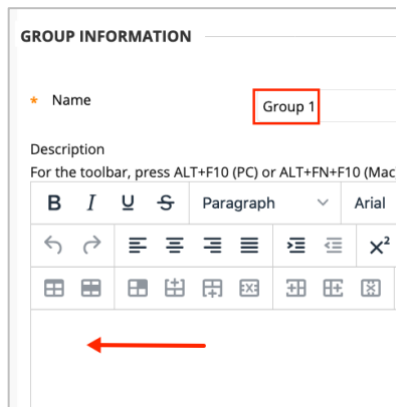 GROUP INFORMATION
* Name
Group 1
Description
For the toolbar, press ALT+F10 (PC) or ALT+FN+F10 (Mac
B I U S Paragraph Arial
X²